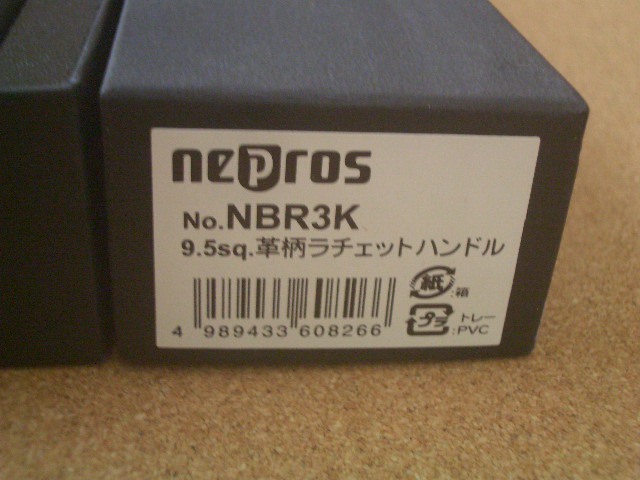 nepros
No.NBR3K
9.5sq.革柄ラチェットハンドル
紙 :箱
プラ トレー
:PVC
4 989433 608266